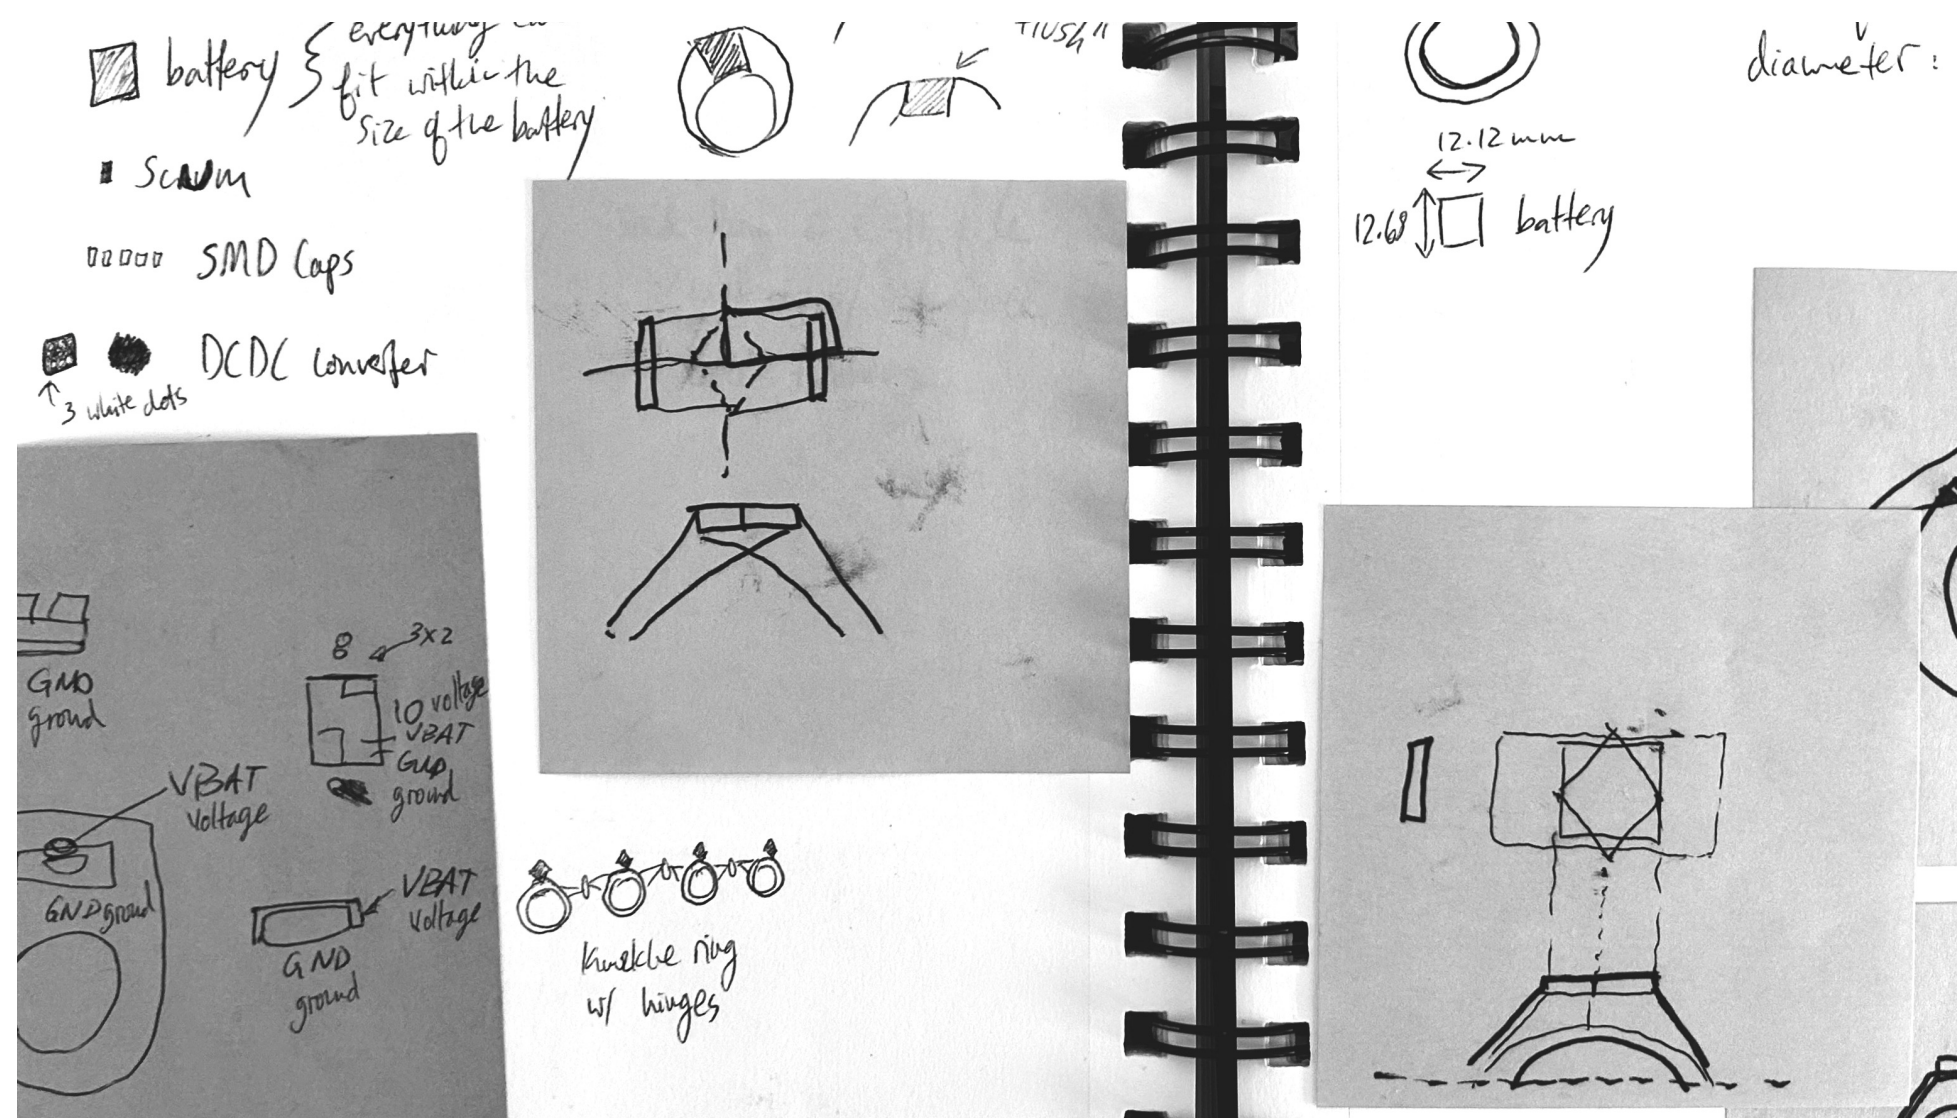 battery {
everything
fit within the
size of the battery
flush
SMD Caps
DCDC Converter
3 white dots
GND
ground
8
3x2
10 voltage
VBAT
GND
ground
VBAT
voltage
GND ground
VBAT
voltage
GND
ground
ring
w/ hinges
diameter:
12.12 mm
12.68
battery